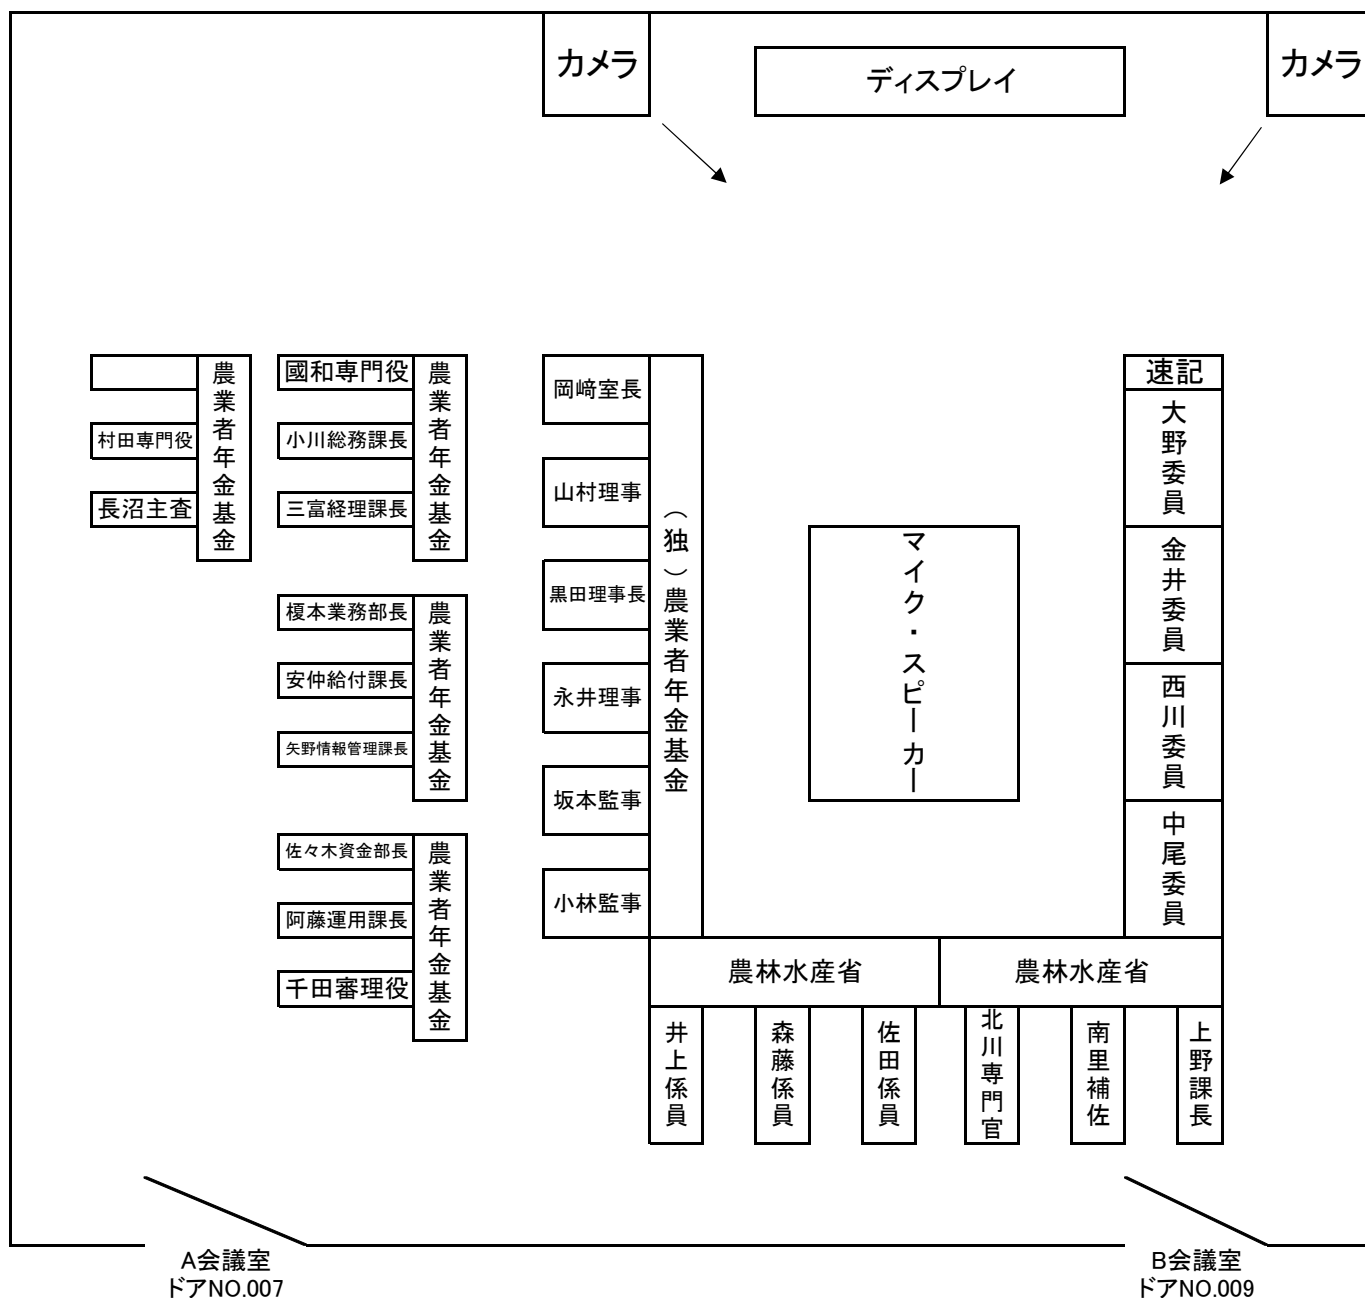 カメラ
ディスプレイ
カメラ
農業者年金基金
村田専門役
長沼主査
國和専門役
小川総務課長
三富経理課長
農業者年金基金
榎本業務部長
安仲給付課長
矢野情報管理課長
農業者年金基金
佐々木資金部長
阿藤運用課長
千田審理役
農業者年金基金
岡﨑室長
山村理事
黒田理事長
永井理事
坂本監事
小林監事
（独）農業者年金基金
マイク・スピーカー
速記
大野委員
金井委員
西川委員
中尾委員
農林水産省
農林水産省
井上係員
森藤係員
佐田係員
北川専門官
南里補佐
上野課長
A会議室
ドアNO.007
B会議室
ドアNO.009